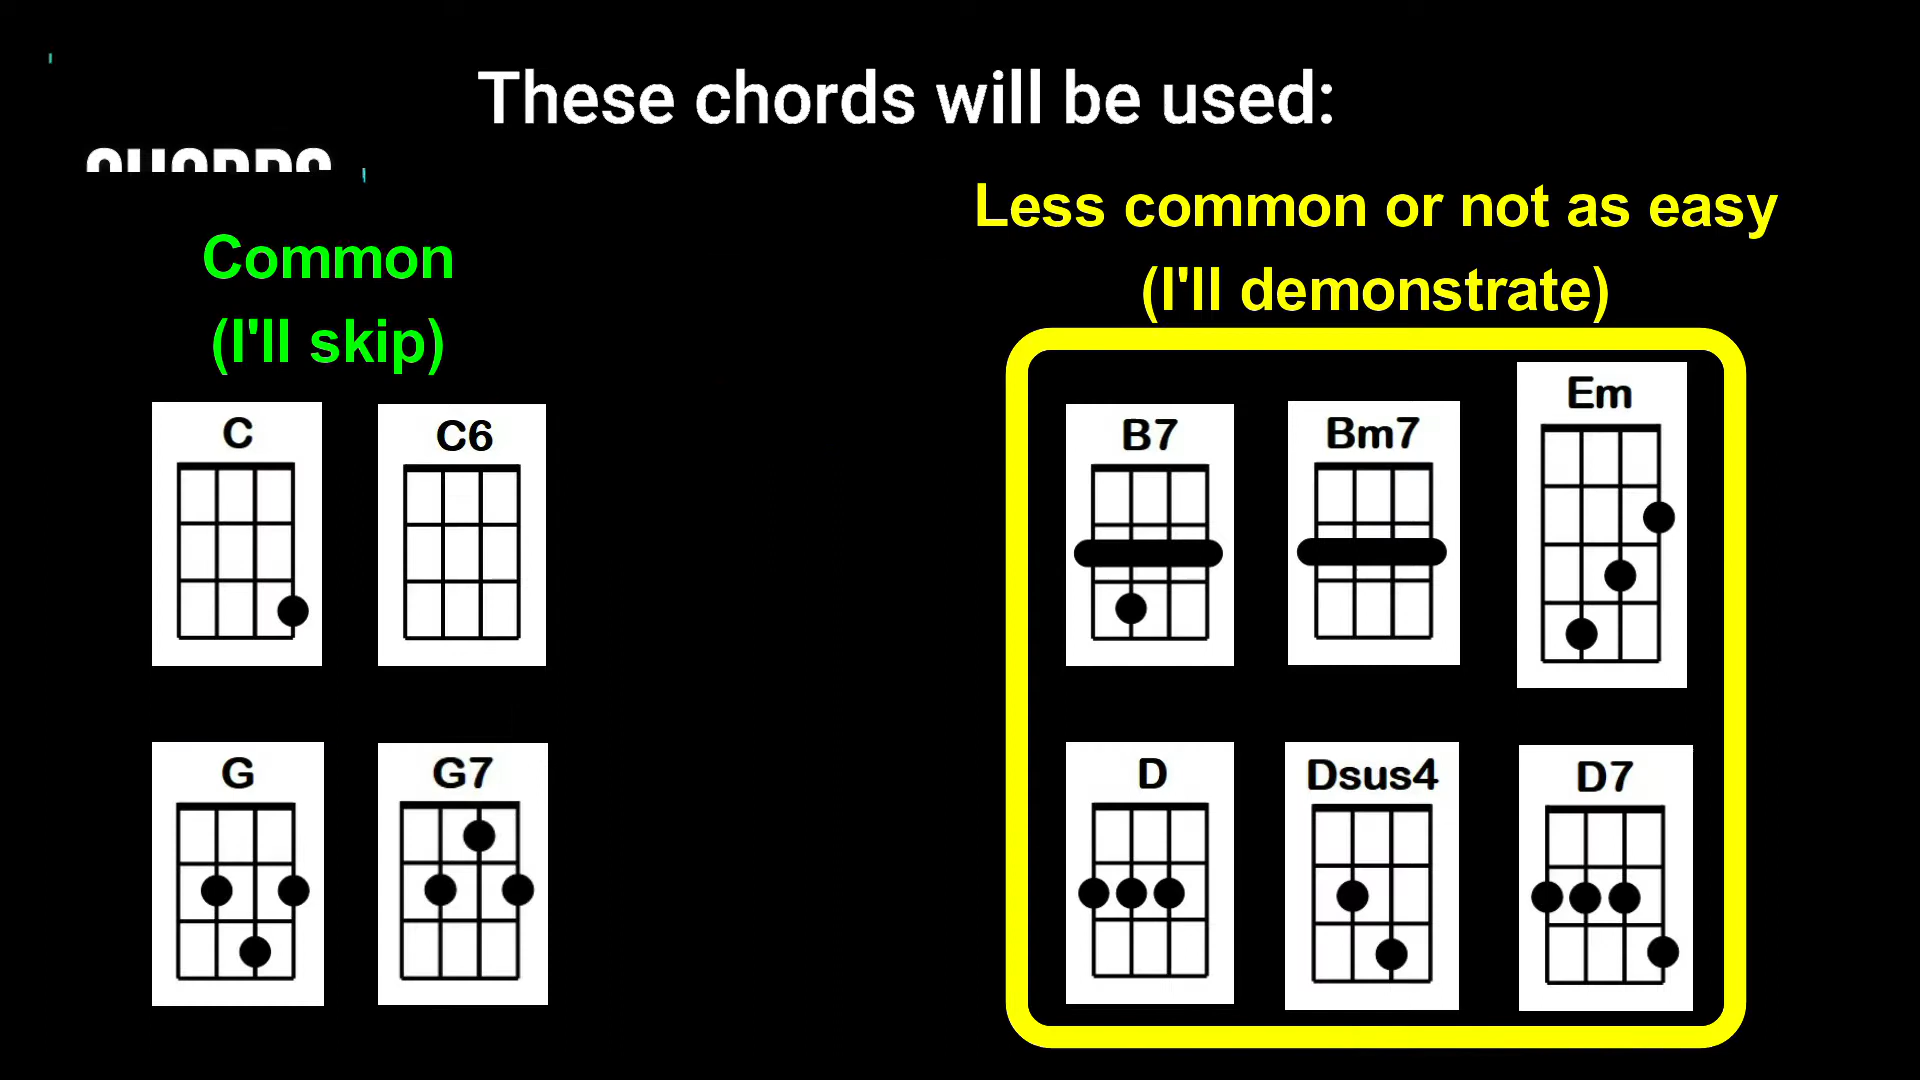 These chords will be used:
CHORDS
Common
(I'll skip)
Less common or not as easy
(I'll demonstrate)
C
C6
G
G7
B7
Bm7
Em
D
Dsus4
D7